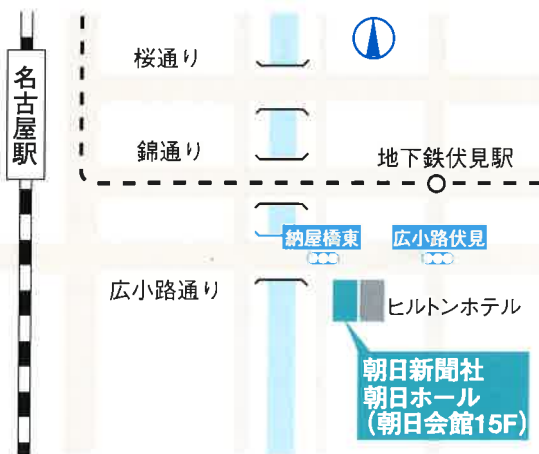 桜通り
名古屋駅
錦通り
地下鉄伏見駅
納屋橋東
広小路伏見
広小路通り
ヒルトンホテル
朝日新聞社
朝日ホール
(朝日会館15F)